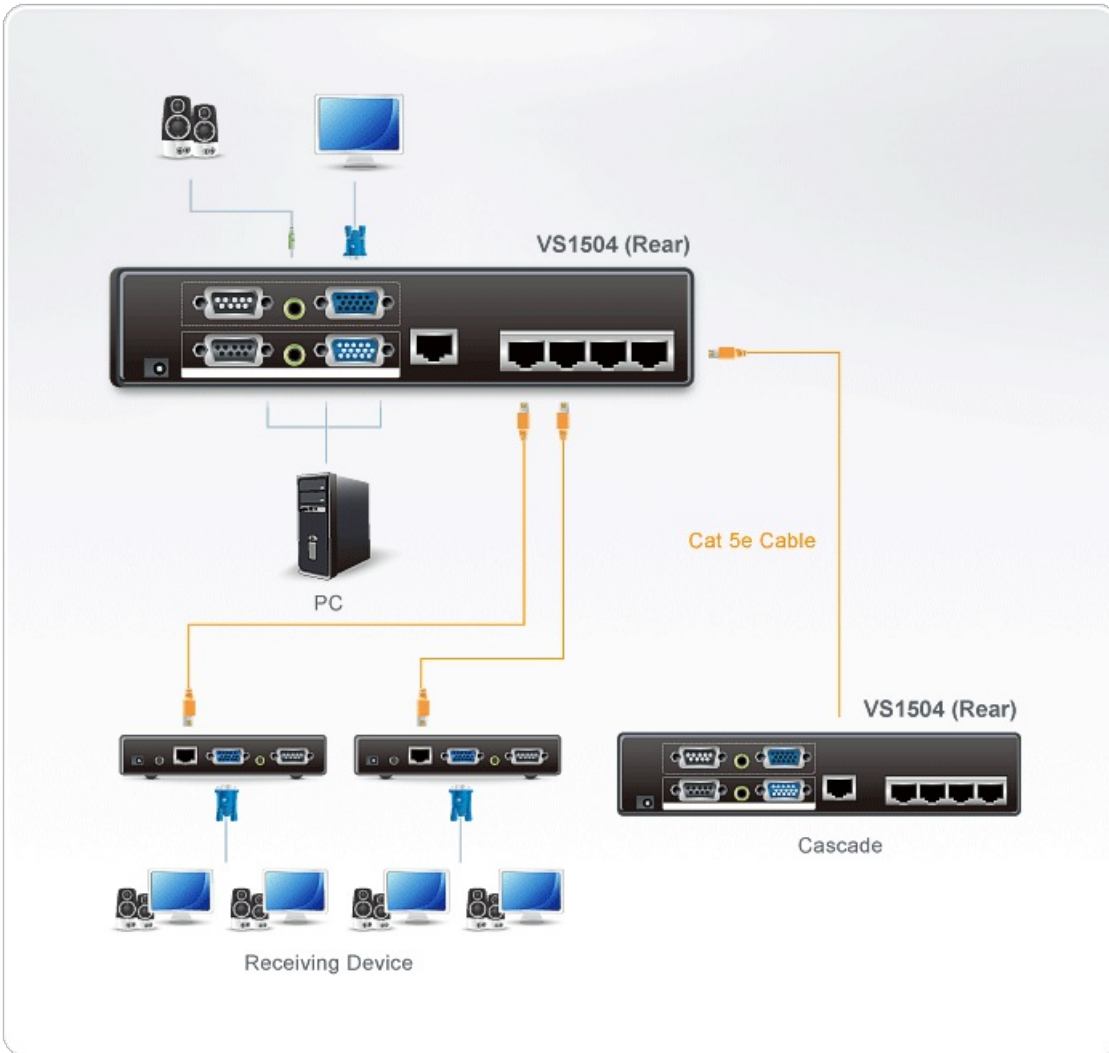 VS1504 (Rear)
Cat 5e Cable
PC
VS1504 (Rear)
Cascade
Receiving Device